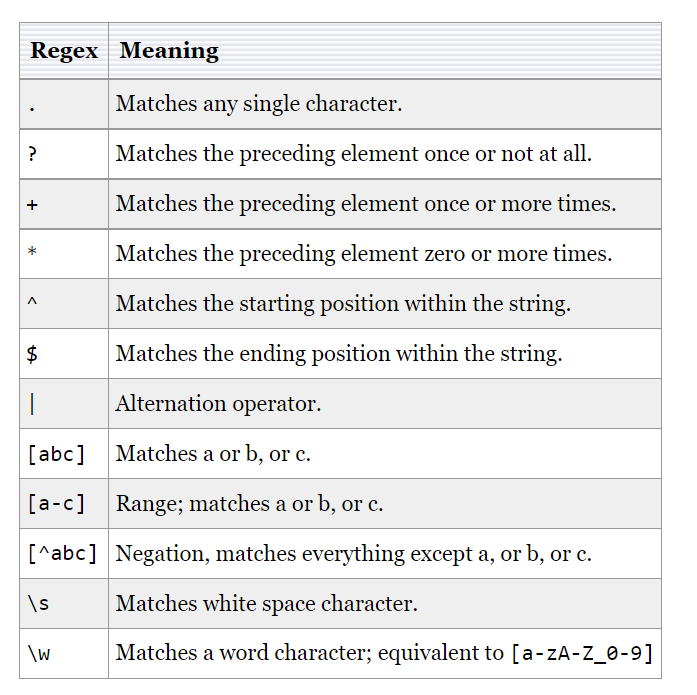 Regex Meaning
. Matches any single character.
? Matches the preceding element once or not at all.
+ Matches the preceding element once or more times.
* Matches the preceding element zero or more times.
^ Matches the starting position within the string.
$ Matches the ending position within the string.
| Alternation operator.
[abc] Matches a or b, or c.
[a-c] Range; matches a or b, or c.
[^abc] Negation, matches everything except a, or b, or c.
\s Matches white space character.
\w Matches a word character; equivalent to [a-zA-Z_0-9]